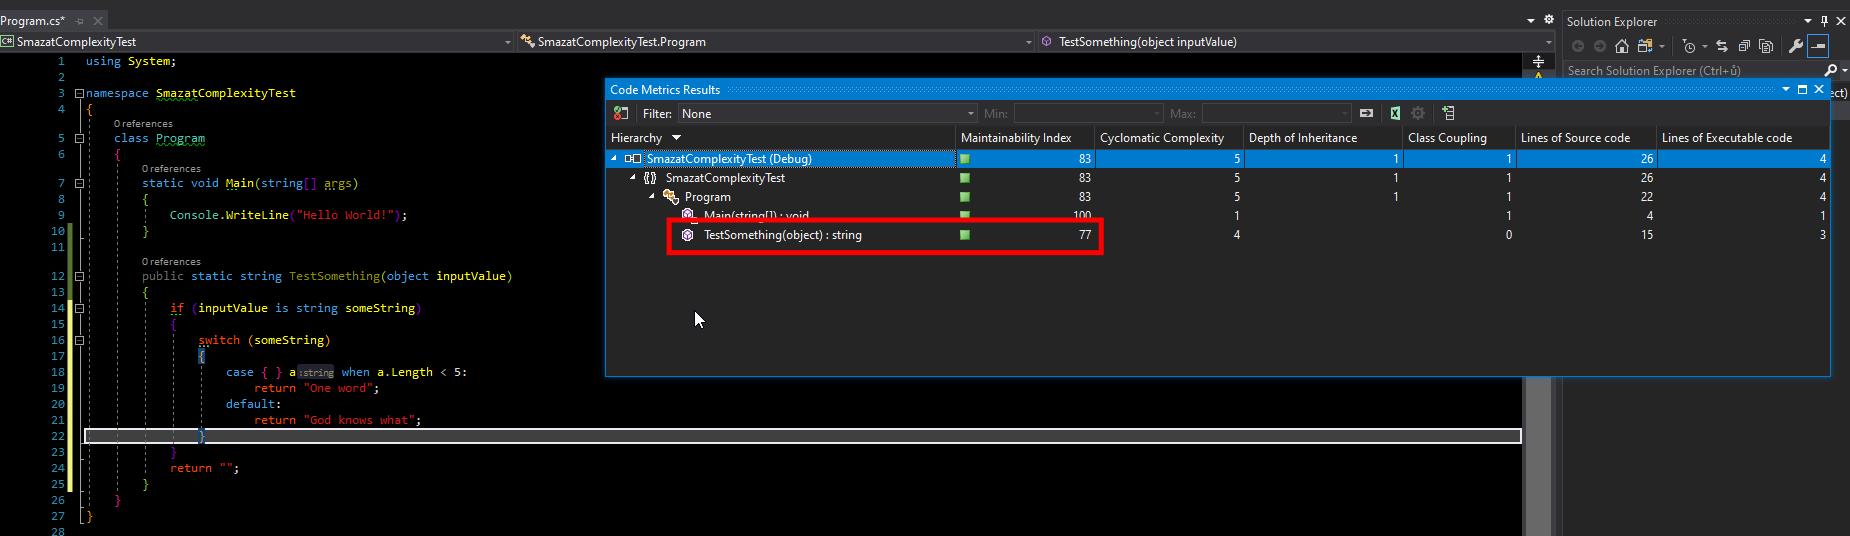 Program.cs*
Solution Explorer
C# SmazatComplexityTest
SmazatComplexityTest.Program
TestSomething(object inputValue)
Search Solution Explorer (Ctrl+ů)
ect)
1 using System;
2
3 namespace SmazatComplexityTest
4 {
0 references
5 class Program
6 {
0 references
7 static void Main(string[] args)
8 {
9 Console.WriteLine("Hello World!");
10 }
11
0 references
12 public static string TestSomething(object inputValue)
13 {
14 if (inputValue is string someString)
15 {
16 switch (someString)
17 {
18 case { } a :string when a.Length < 5:
19 return "One word";
20 default:
21 return "God knows what";
22 }
23 }
24 return "";
25 }
26 }
27 }
28
Code Metrics Results
Filter: None Min: Max:
Hierarchy Maintainability Index Cyclomatic Complexity Depth of Inheritance Class Coupling Lines of Source code Lines of Executable code
SmazatComplexityTest (Debug) 83 5 1 1 26 4
{} SmazatComplexityTest 83 5 1 1 26 4
Program 83 5 1 1 22 4
Main(string[]) : void 100 1 1 4 1
TestSomething(object) : string 77 4 0 15 3